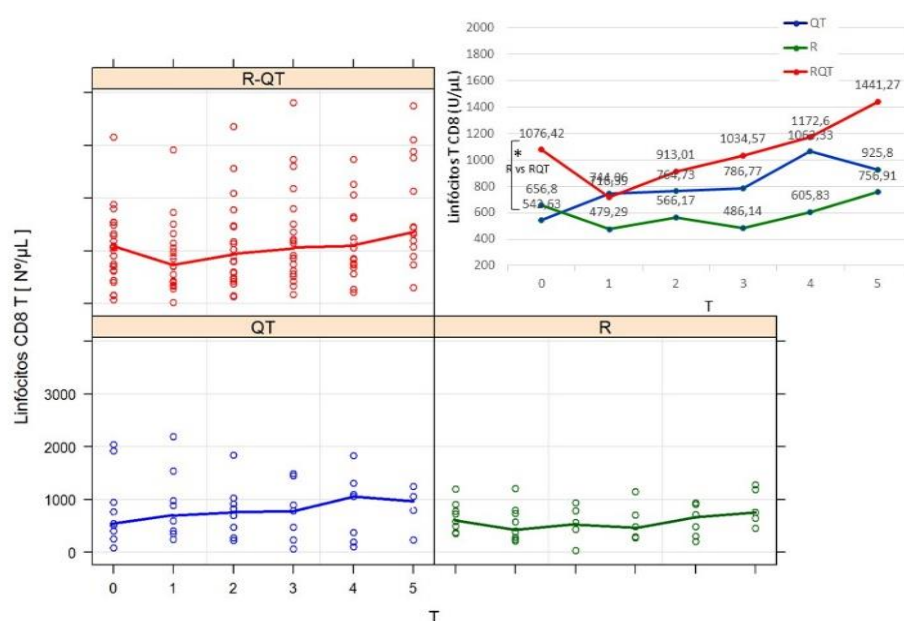 R-QT
Linfócitos CD8 T [ Nº/µL ]
QT
R
3000
2000
1000
0
0 1 2 3 4 5
T
Linfócitos T CD8 (U/µL)
2000
1800
1600
1400
1200
1000
800
600
400
200
QT
R
RQT
1441,27
1172,6
1076,42
1034,57
913,01
925,8
786,77
764,73
756,91
656,8
605,83
566,17
486,14
479,29
*
R vs RQT
0 1 2 3 4 5
T